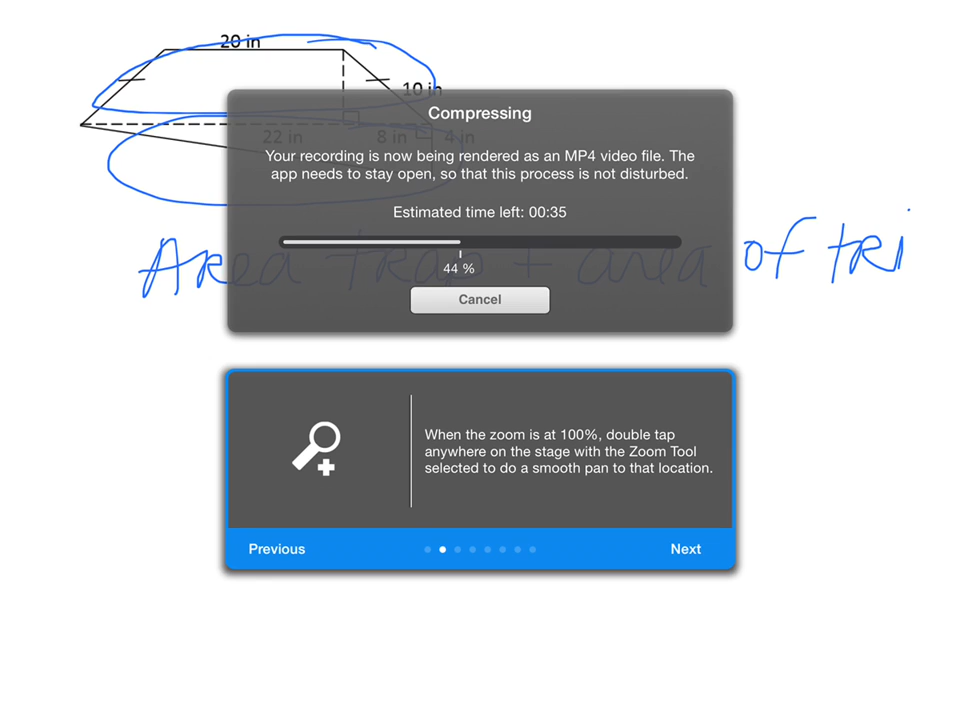 20 in
10 in
22 in 8 in 4 in
Compressing
Your recording is now being rendered as an MP4 video file. The
app needs to stay open, so that this process is not disturbed.
Estimated time left: 00:35
Area trap + area of tri
44 %
Cancel
When the zoom is at 100%, double tap
anywhere on the stage with the Zoom Tool
selected to do a smooth pan to that location.
Previous Next